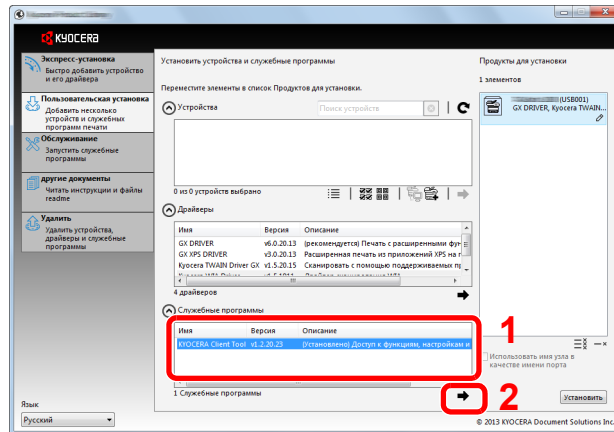 KYOCERA
Экспресс-установка
Быстро добавить устройство
и его драйвера
Пользовательская установка
Добавить несколько
устройств и служебных
программ печати
Обслуживание
Запустить служебные
программы
другие документы
Читать инструкции и файлы
readme
Удалить
Удалить устройства,
драйверы и служебные
программы
Язык
Русский
Установить устройства и служебные программы
Переместите элементы в список Продуктов для установки.
Устройства
Поиск устройств
0 из 0 устройств выбрано
Драйверы
Имя Версия Описание
GX DRIVER v6.0.20.13 (рекомендуется) Печать с расширенными фун
GX XPS DRIVER v3.0.20.13 Расширенная печать из приложений XPS на г
Kyocera TWAIN Driver GX v1.5.20.15 Сканировать с помощью поддерживаемых пр
4 драйверов
Служебные программы
1
Имя Версия Описание
KYOCERA Client Tool v1.2.20.23 (Установлено) Доступ к функциям, настройкам и
1 Служебные программы
2
Продукты для установки
1 элементов
(USB001)
GX DRIVER, Kyocera TWAIN...
Использовать имя узла в
качестве имени порта
Установить
© 2013 KYOCERA Document Solutions Inc.